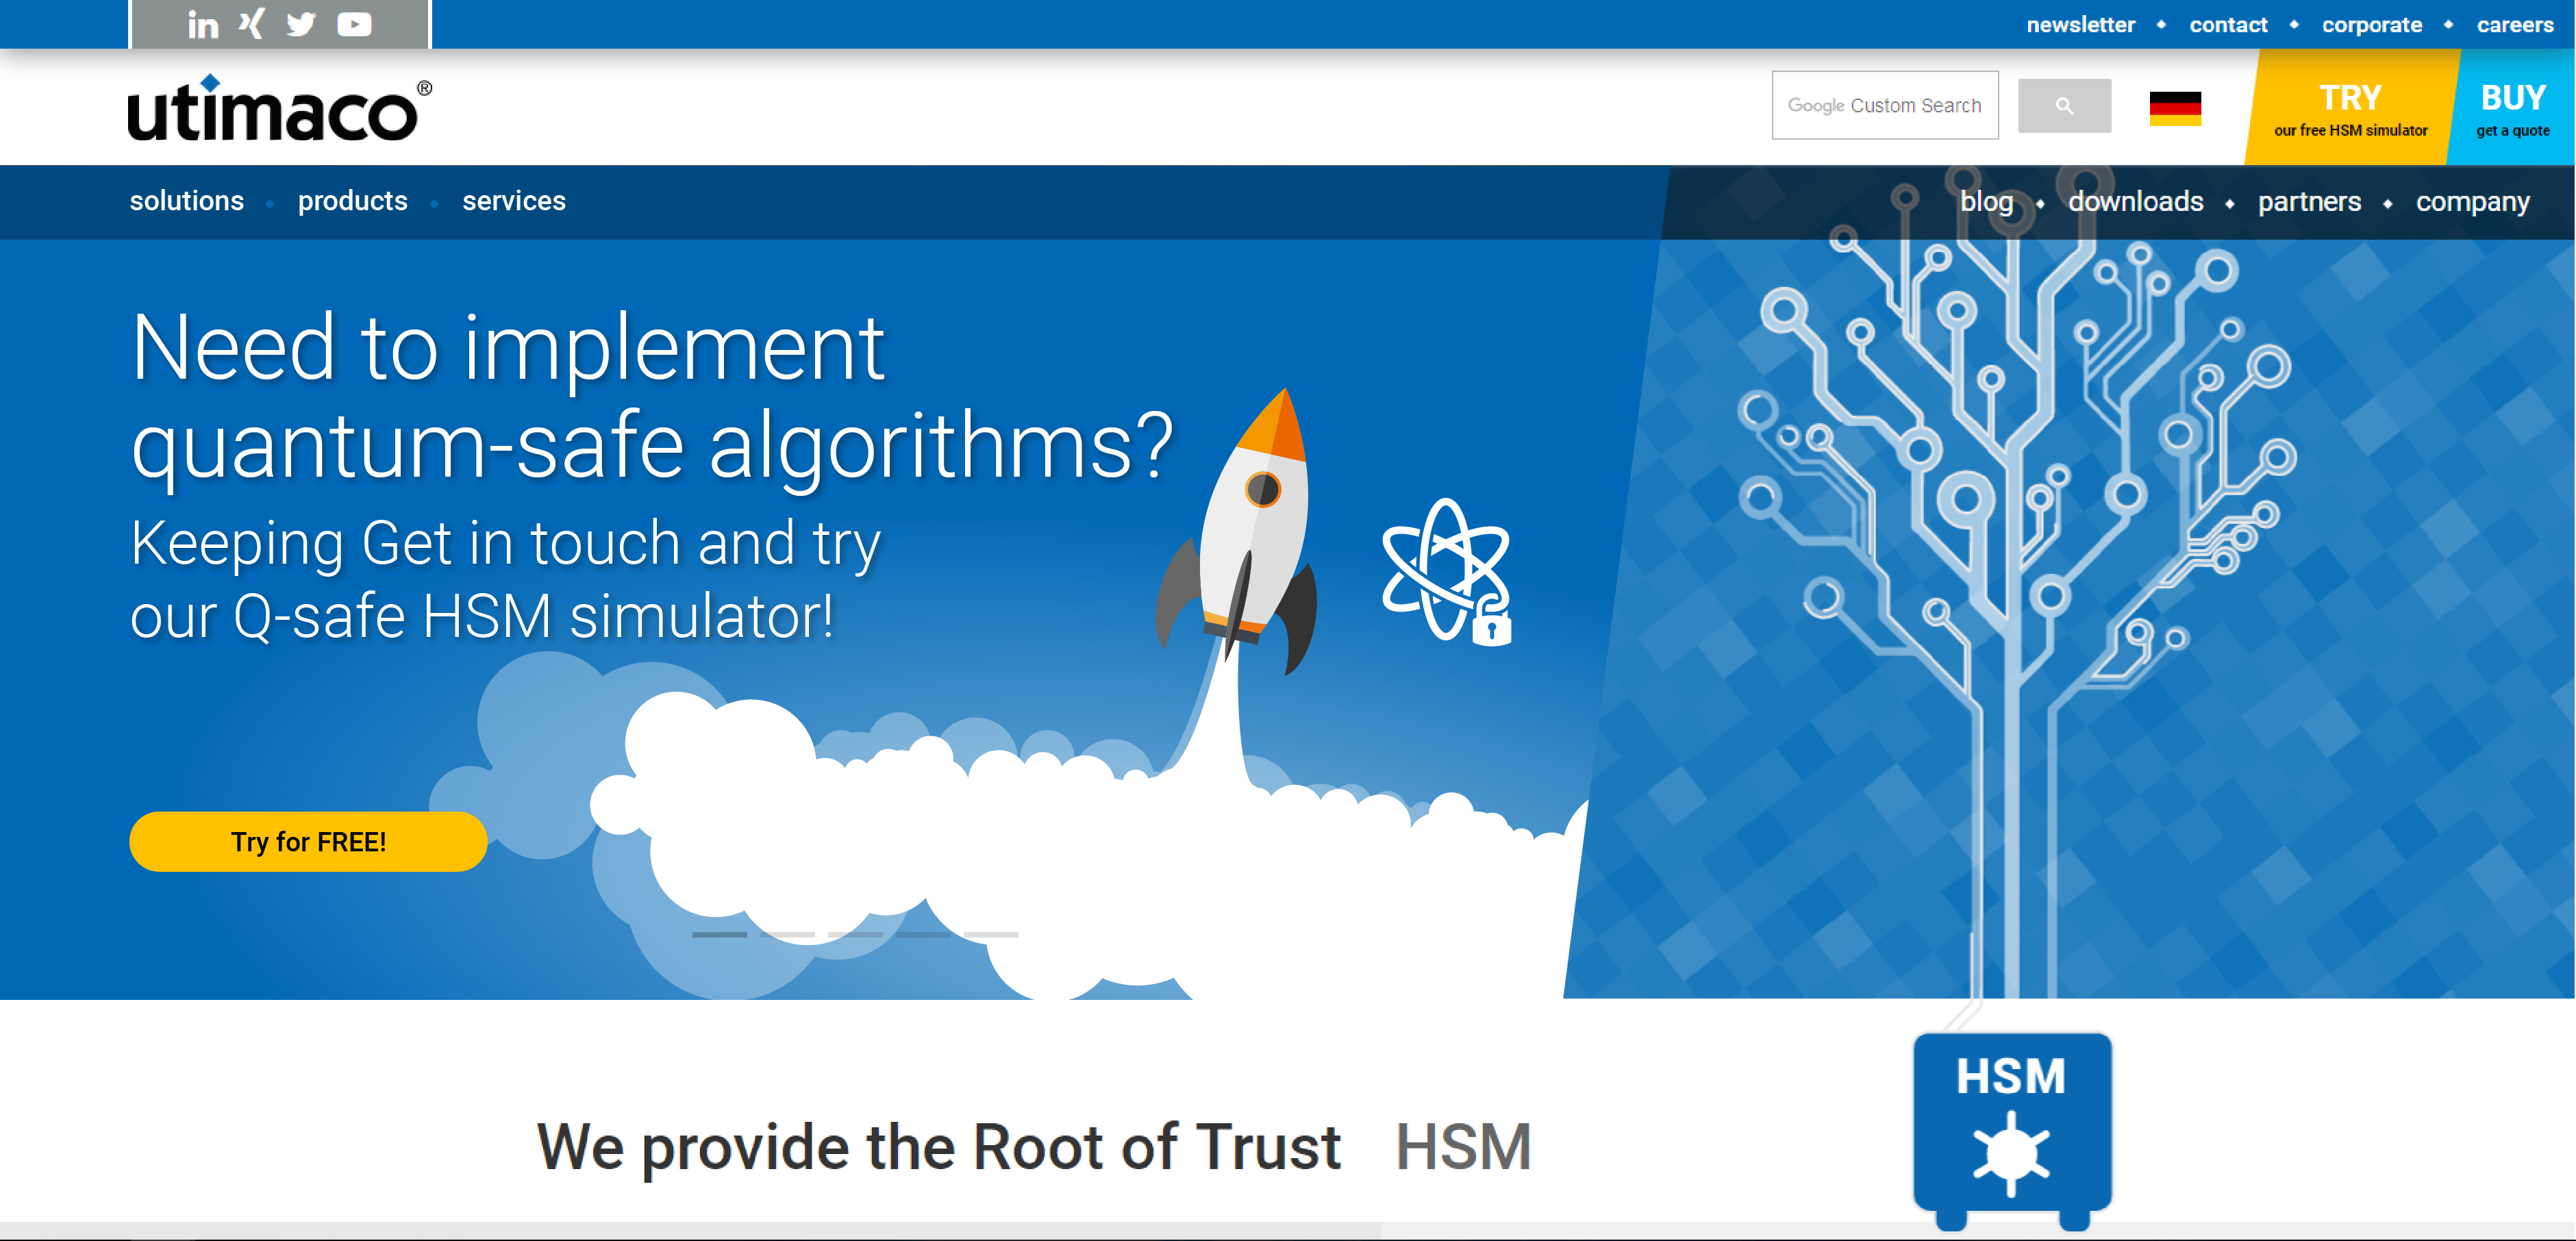 newsletter • contact • corporate • careers
utimaco®
Google Custom Search
TRY
our free HSM simulator
BUY
get a quote
solutions • products • services
blog • downloads • partners • company
Need to implement
quantum-safe algorithms?
Keeping Get in touch and try
our Q-safe HSM simulator!
Try for FREE!
HSM
We provide the Root of Trust HSM